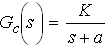 G_c(s) = K / (s + a)